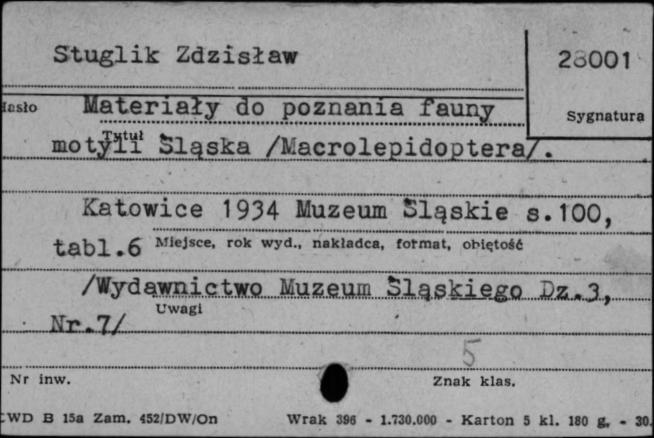 Stuglik Zdzisław
28001
Hasło Materiały do poznania fauny
Sygnatura
Tytuł
motyli Śląska /Macrolepidoptera/.
Katowice 1934 Muzeum Śląskie s.100,
tabl.6 Miejsce, rok wyd., nakładca, format, objętość
/Wydawnictwo Muzeum Śląskiego Dz.3,
Uwagi
Nr.7/
5
Nr inw.
Znak klas.
CWD B 15a Zam. 452/DW/On Wrak 396 - 1.730.000 - Karton 5 kl. 180 g. - 30.